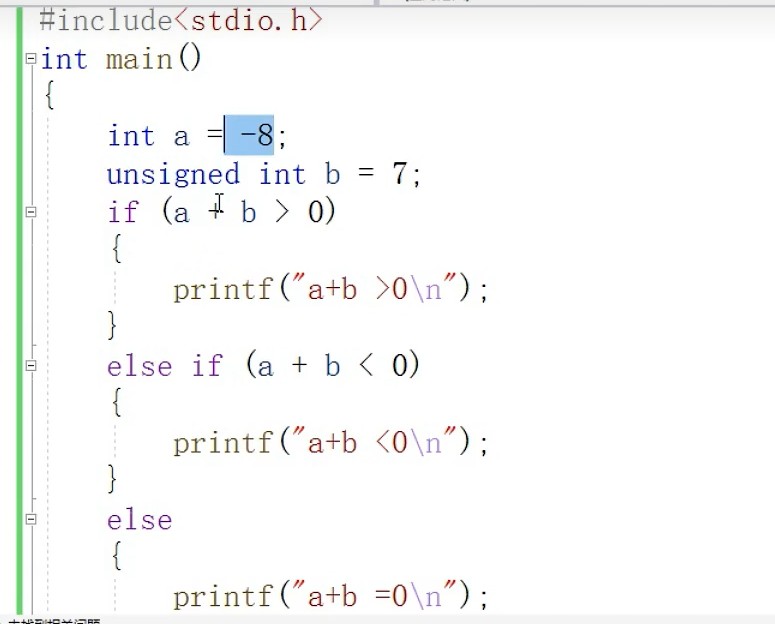 #include<stdio.h>
int main()
{
int a = -8;
unsigned int b = 7;
if (a + b > 0)
{
printf("a+b >0\n");
}
else if (a + b < 0)
{
printf("a+b <0\n");
}
else
{
printf("a+b =0\n");